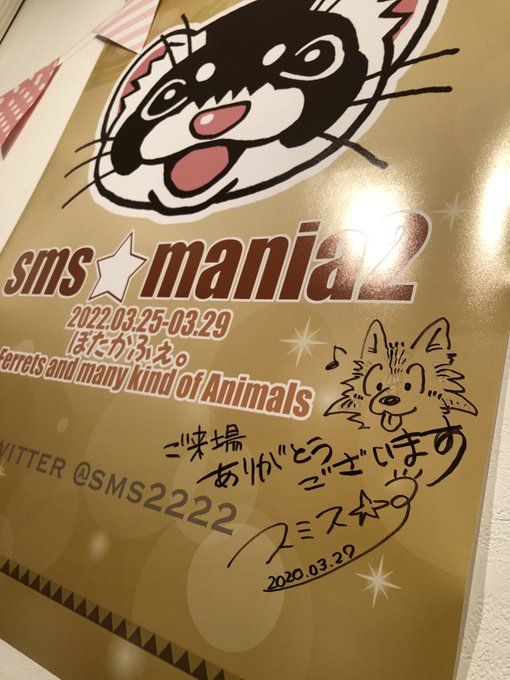 sms☆mania2
2022.03.25-03.29
ぽたかふぇ。
Ferrets and many kind of Animals
WITTER @SMS2222
ご来場
ありがとう
ございます
スミス☆
2020.03.27